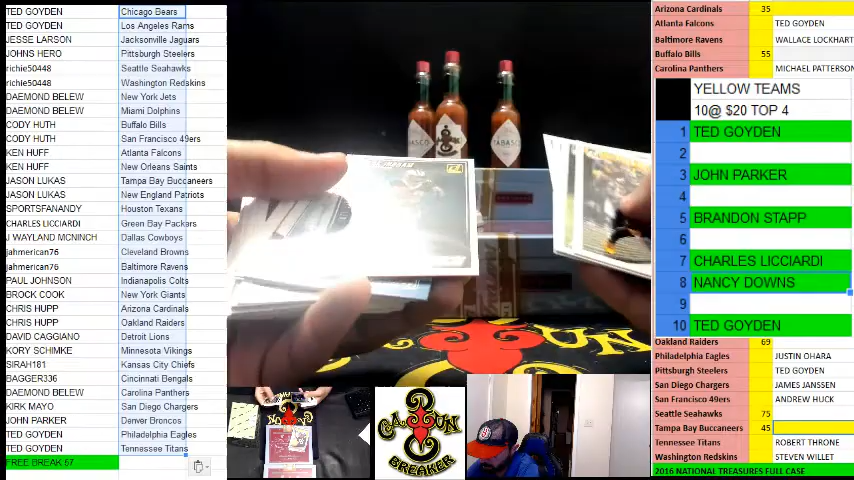 TED GOYDEN Chicago Bears
TED GOYDEN Los Angeles Rams
JESSE LARSON Jacksonville Jaguars
JOHNS HERO Pittsburgh Steelers
richie50448 Seattle Seahawks
richie50448 Washington Redskins
DAEMOND BELEW New York Jets
DAEMOND BELEW Miami Dolphins
CODY HUTH Buffalo Bills
CODY HUTH San Francisco 49ers
KEN HUFF Atlanta Falcons
KEN HUFF New Orleans Saints
JASON LUKAS Tampa Bay Buccaneers
JASON LUKAS New England Patriots
SPORTSFANANDY Houston Texans
CHARLES LICCIARDI Green Bay Packers
J WAYLAND MCNINCH Dallas Cowboys
jahmerican76 Cleveland Browns
jahmerican76 Baltimore Ravens
PAUL JOHNSON Indianapolis Colts
BROCK COOK New York Giants
CHRIS HUPP Arizona Cardinals
CHRIS HUPP Oakland Raiders
DAVID CAGGIANO Detroit Lions
KORY SCHIMKE Minnesota Vikings
SIRAH181 Kansas City Chiefs
BAGGER336 Cincinnati Bengals
DAEMOND BELEW Carolina Panthers
KIRK MAYO San Diego Chargers
JOHN PARKER Denver Broncos
TED GOYDEN Philadelphia Eagles
TED GOYDEN Tennessee Titans
FREE BREAK 57
TABASCO
TABASCO
BREAKER
Arizona Cardinals 35
Atlanta Falcons TED GOYDEN
Baltimore Ravens WALLACE LOCKHART
Buffalo Bills 55
Carolina Panthers MICHAEL PATTERSON
YELLOW TEAMS
10@ $20 TOP 4
1 TED GOYDEN
2
3 JOHN PARKER
4
5 BRANDON STAPP
6
7 CHARLES LICCIARDI
8 NANCY DOWNS
9
10 TED GOYDEN
Oakland Raiders 69
Philadelphia Eagles JUSTIN OHARA
Pittsburgh Steelers TED GOYDEN
San Diego Chargers JAMES JANSSEN
San Francisco 49ers ANDREW HUCK
Seattle Seahawks 75
Tampa Bay Buccaneers 45
Tennessee Titans ROBERT THRONE
Washington Redskins STEVEN WILLET
2016 NATIONAL TREASURES FULL CASE